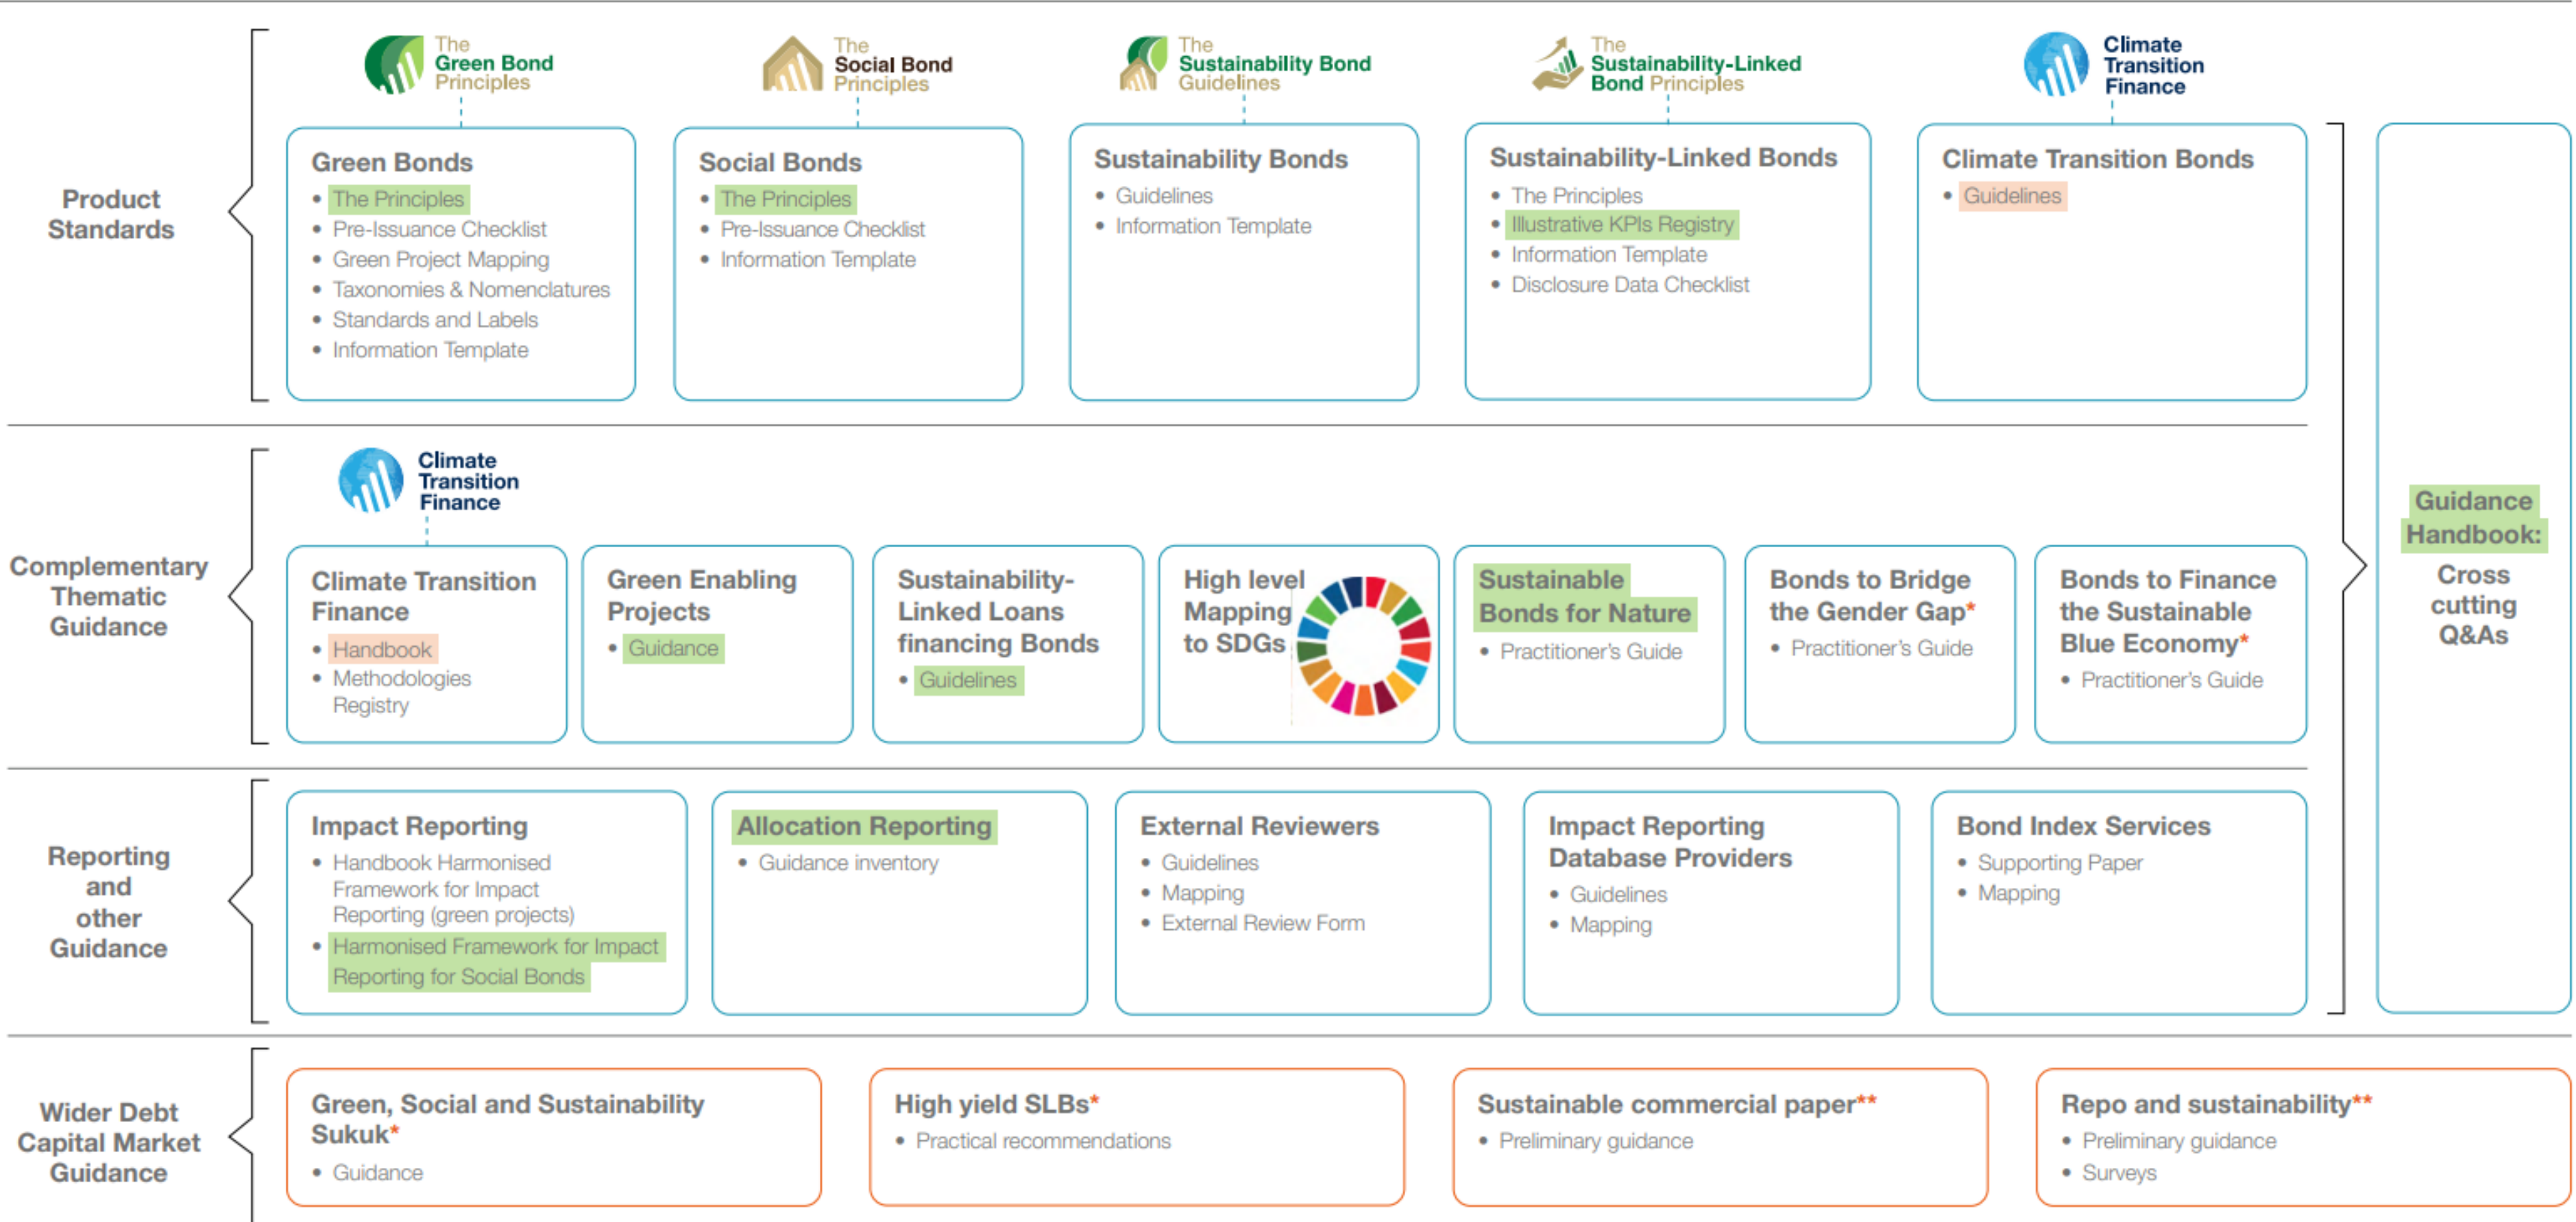 The
Green Bond
Principles
The
Social Bond
Principles
The
Sustainability Bond
Guidelines
The
Sustainability-Linked
Bond Principles
Climate
Transition
Finance
Product
Standards
Green Bonds
• The Principles
• Pre-Issuance Checklist
• Green Project Mapping
• Taxonomies & Nomenclatures
• Standards and Labels
• Information Template
Social Bonds
• The Principles
• Pre-Issuance Checklist
• Information Template
Sustainability Bonds
• Guidelines
• Information Template
Sustainability-Linked Bonds
• The Principles
• Illustrative KPIs Registry
• Information Template
• Disclosure Data Checklist
Climate Transition Bonds
• Guidelines
Climate
Transition
Finance
Complementary
Thematic
Guidance
Climate Transition
Finance
• Handbook
• Methodologies
Registry
Green Enabling
Projects
• Guidance
Sustainability-
Linked Loans
financing Bonds
• Guidelines
High level
Mapping
to SDGs
Sustainable
Bonds for Nature
• Practitioner's Guide
Bonds to Bridge
the Gender Gap*
• Practitioner's Guide
Bonds to Finance
the Sustainable
Blue Economy*
• Practitioner's Guide
Guidance
Handbook:
Cross
cutting
Q&As
Reporting
and
other
Guidance
Impact Reporting
• Handbook Harmonised
Framework for Impact
Reporting (green projects)
• Harmonised Framework for Impact
Reporting for Social Bonds
Allocation Reporting
• Guidance inventory
External Reviewers
• Guidelines
• Mapping
• External Review Form
Impact Reporting
Database Providers
• Guidelines
• Mapping
Bond Index Services
• Supporting Paper
• Mapping
Wider Debt
Capital Market
Guidance
Green, Social and Sustainability
Sukuk*
• Guidance
High yield SLBs*
• Practical recommendations
Sustainable commercial paper**
• Preliminary guidance
Repo and sustainability**
• Preliminary guidance
• Surveys